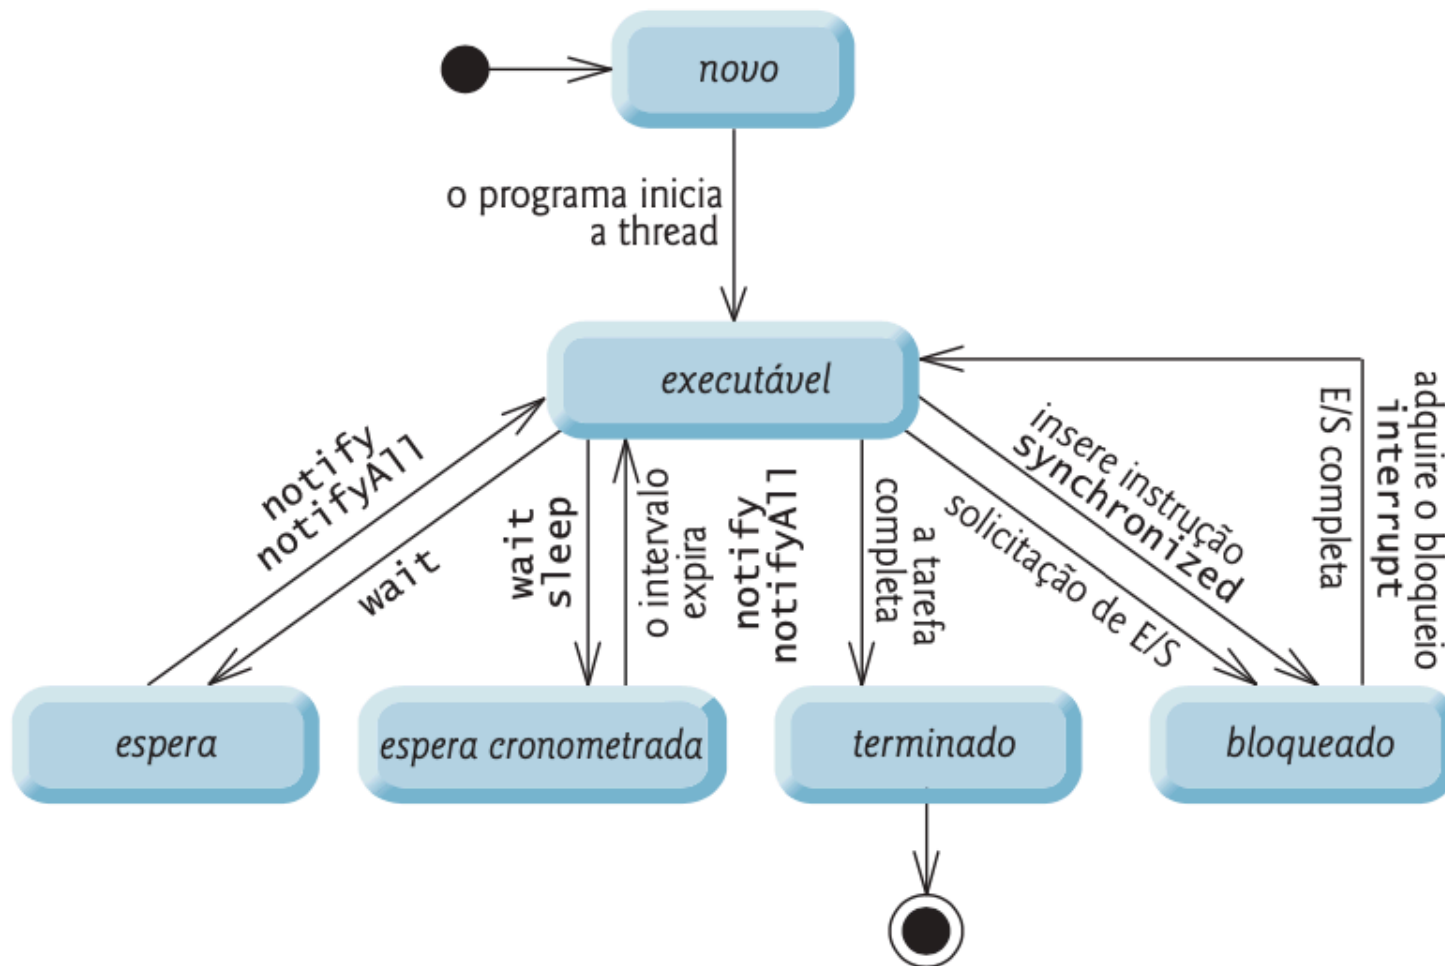 novo
o programa inicia
a thread
executável
notify
notifyAll
wait
wait
sleep
o intervalo
expira
notify
notifyAll
a tarefa
completa
insere instrução
synchronized
solicitação de E/S
adquire o bloqueio
interrupt
E/S completa
espera
espera cronometrada
terminado
bloqueado